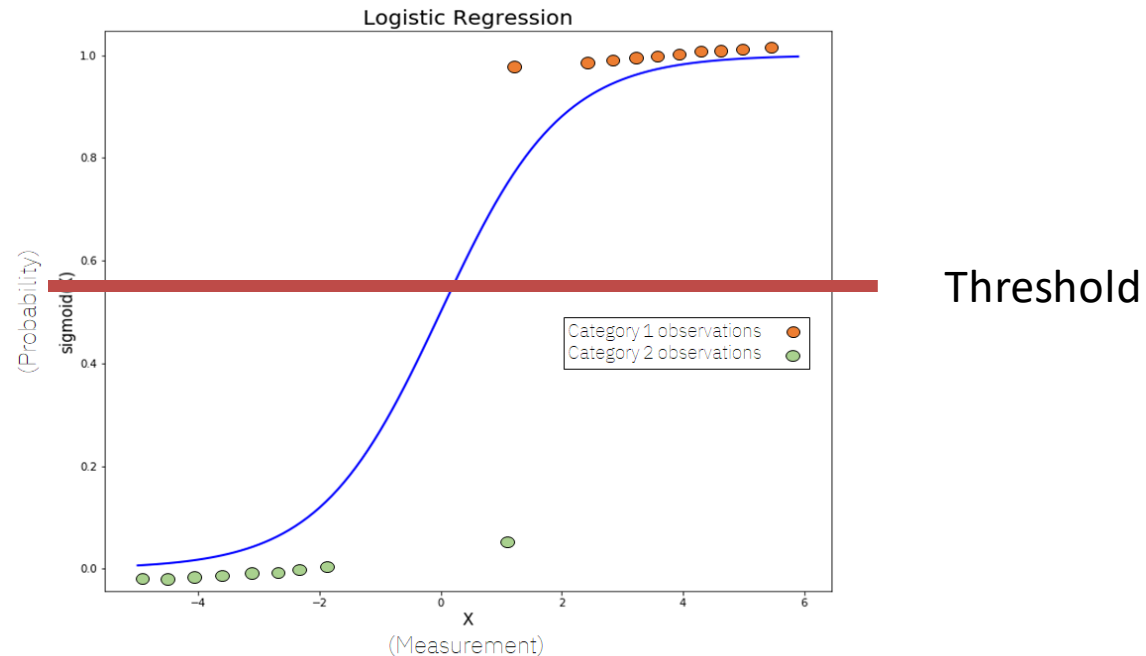 Logistic Regression
1.0
0.8
0.6
0.4
0.2
0.0
(Probability)
Threshold
Category 1 observations
Category 2 observations
−4
−2
0
2
4
6
X
(Measurement)